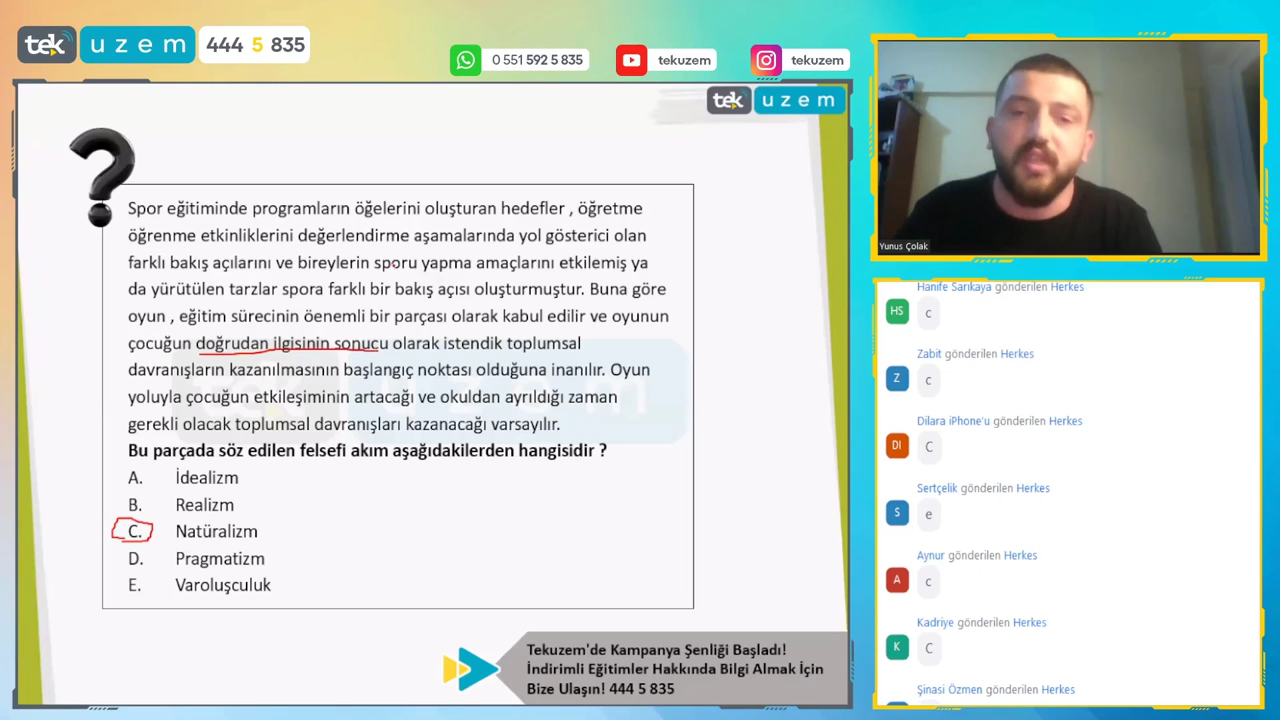 tek uzem 444 5 835
0 551 592 5 835
tekuzem
tekuzem
tek uzem
Spor eğitiminde programların öğelerini oluşturan hedefler , öğretme
öğrenme etkinliklerini değerlendirme aşamalarında yol gösterici olan
farklı bakış açılarını ve bireylerin sporu yapma amaçlarını etkilemiş ya
da yürütülen tarzlar spora farklı bir bakış açısı oluşturmuştur. Buna göre
oyun , eğitim sürecinin öenemli bir parçası olarak kabul edilir ve oyunun
çocuğun doğrudan ilgisinin sonucu olarak istendik toplumsal
davranışların kazanılmasının başlangıç noktası olduğuna inanılır. Oyun
yoluyla çocuğun etkileşiminin artacağı ve okuldan ayrıldığı zaman
gerekli olacak toplumsal davranışları kazanacağı varsayılır.
Bu parçada söz edilen felsefi akım aşağıdakilerden hangisidir ?
A. İdealizm
B. Realizm
C. Natüralizm
D. Pragmatizm
E. Varoluşculuk
Tekuzem'de Kampanya Şenliği Başladı!
İndirimli Eğitimler Hakkında Bilgi Almak İçin
Bize Ulaşın! 444 5 835
Yunus Çolak
Hanife Sarıkaya gönderilen Herkes
HS c
Zabit gönderilen Herkes
Z c
Dilara iPhone'u gönderilen Herkes
DI C
Sertçelik gönderilen Herkes
S e
Aynur gönderilen Herkes
A c
Kadriye gönderilen Herkes
K C
Şinasi Özmen gönderilen Herkes